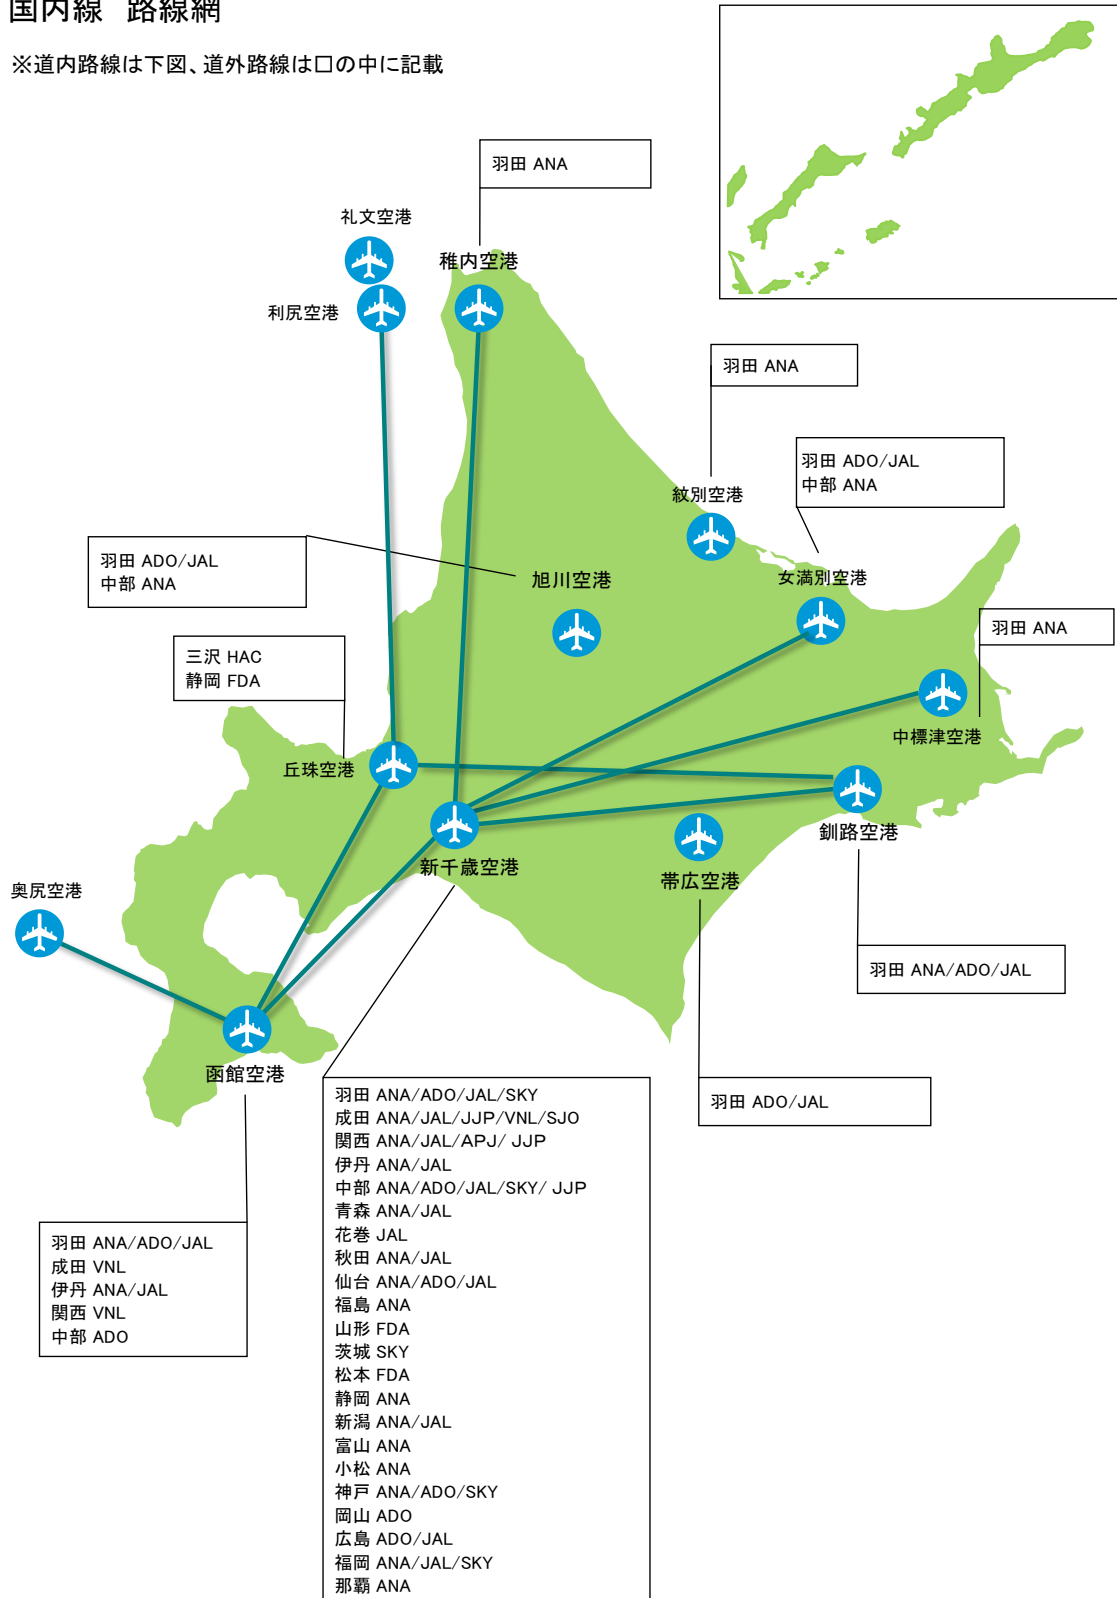 国内線 路線網
※道内路線は下図、道外路線は□の中に記載
羽田 ANA
礼文空港
稚内空港
利尻空港
羽田 ANA
羽田 ADO/JAL
中部 ANA
紋別空港
羽田 ADO/JAL
中部 ANA
旭川空港
女満別空港
羽田 ANA
三沢 HAC
静岡 FDA
中標津空港
丘珠空港
釧路空港
新千歳空港
帯広空港
奥尻空港
羽田 ANA/ADO/JAL
函館空港
羽田 ADO/JAL
羽田 ANA/ADO/JAL/SKY
成田 ANA/JAL/JJP/VNL/SJO
関西 ANA/JAL/APJ/ JJP
伊丹 ANA/JAL
中部 ANA/ADO/JAL/SKY/ JJP
青森 ANA/JAL
花巻 JAL
秋田 ANA/JAL
仙台 ANA/ADO/JAL
福島 ANA
山形 FDA
茨城 SKY
松本 FDA
静岡 ANA
新潟 ANA/JAL
富山 ANA
小松 ANA
神戸 ANA/ADO/SKY
岡山 ADO
広島 ADO/JAL
福岡 ANA/JAL/SKY
那覇 ANA
羽田 ANA/ADO/JAL
成田 VNL
伊丹 ANA/JAL
関西 VNL
中部 ADO